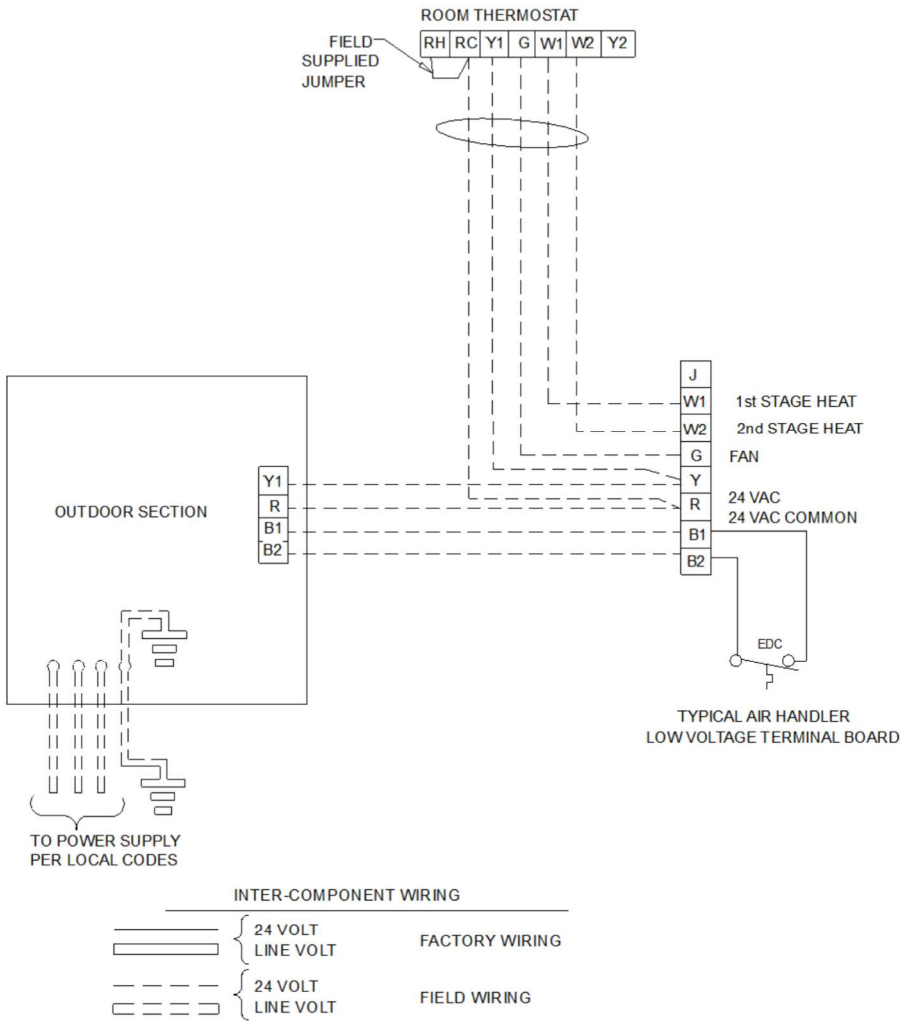 ROOM THERMOSTAT
RH RC Y1 G W1 W2 Y2
FIELD
SUPPLIED
JUMPER
J
W1 1st STAGE HEAT
W2 2nd STAGE HEAT
G FAN
Y
R 24 VAC
24 VAC COMMON
B1
B2
Y1
R
B1
B2
OUTDOOR SECTION
EDC
TYPICAL AIR HANDLER
LOW VOLTAGE TERMINAL BOARD
TO POWER SUPPLY
PER LOCAL CODES
INTER-COMPONENT WIRING
24 VOLT
LINE VOLT
FACTORY WIRING
24 VOLT
LINE VOLT
FIELD WIRING